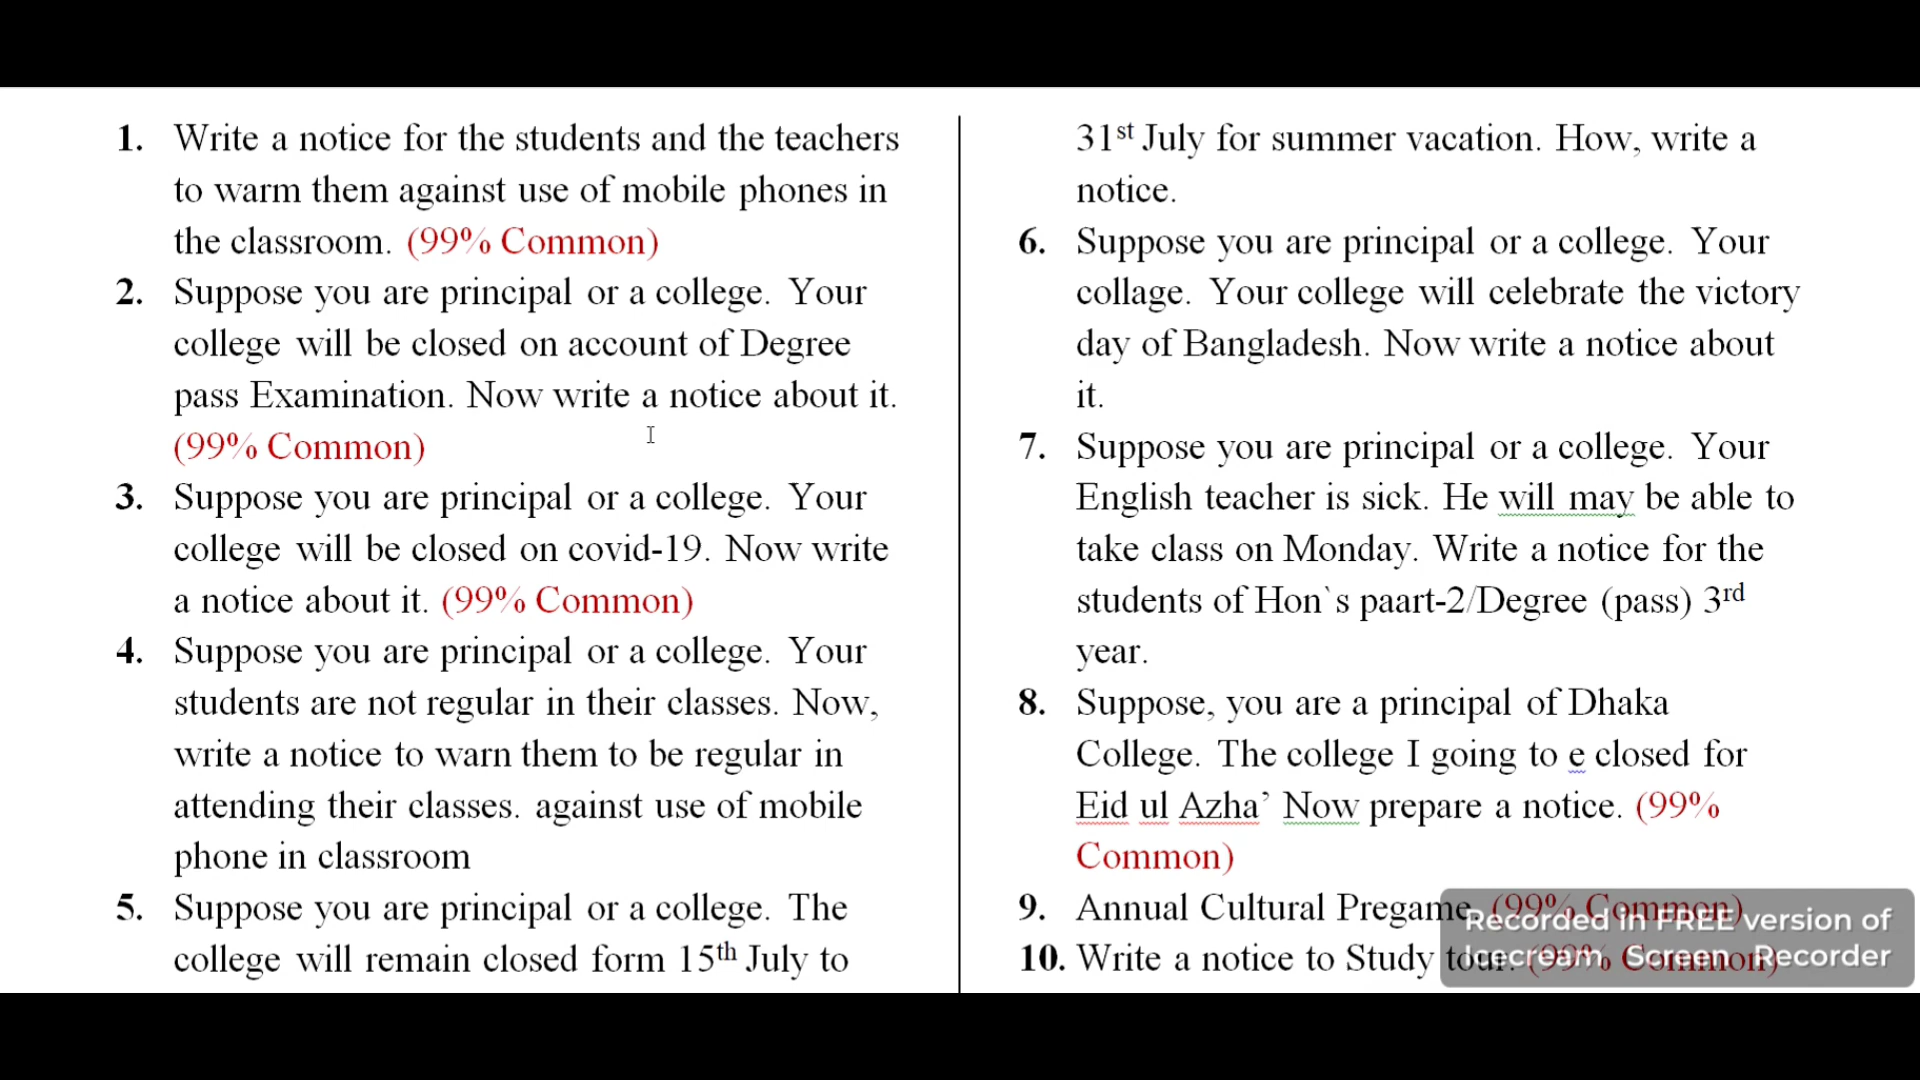 1. Write a notice for the students and the teachers
to warm them against use of mobile phones in
the classroom. (99% Common)
2. Suppose you are principal or a college. Your
college will be closed on account of Degree
pass Examination. Now write a notice about it.
(99% Common)
3. Suppose you are principal or a college. Your
college will be closed on covid-19. Now write
a notice about it. (99% Common)
4. Suppose you are principal or a college. Your
students are not regular in their classes. Now,
write a notice to warn them to be regular in
attending their classes. against use of mobile
phone in classroom
5. Suppose you are principal or a college. The
college will remain closed form 15th July to
31st July for summer vacation. How, write a
notice.
6. Suppose you are principal or a college. Your
collage. Your college will celebrate the victory
day of Bangladesh. Now write a notice about
it.
7. Suppose you are principal or a college. Your
English teacher is sick. He will may be able to
take class on Monday. Write a notice for the
students of Hon`s paart-2/Degree (pass) 3rd
year.
8. Suppose, you are a principal of Dhaka
College. The college I going to e closed for
Eid ul Azha’ Now prepare a notice. (99%
Common)
9. Annual Cultural Pregame. (99% Common)
10. Write a notice to Study tour. (99% Common)
Recorded in FREE version of
Icecream Screen Recorder